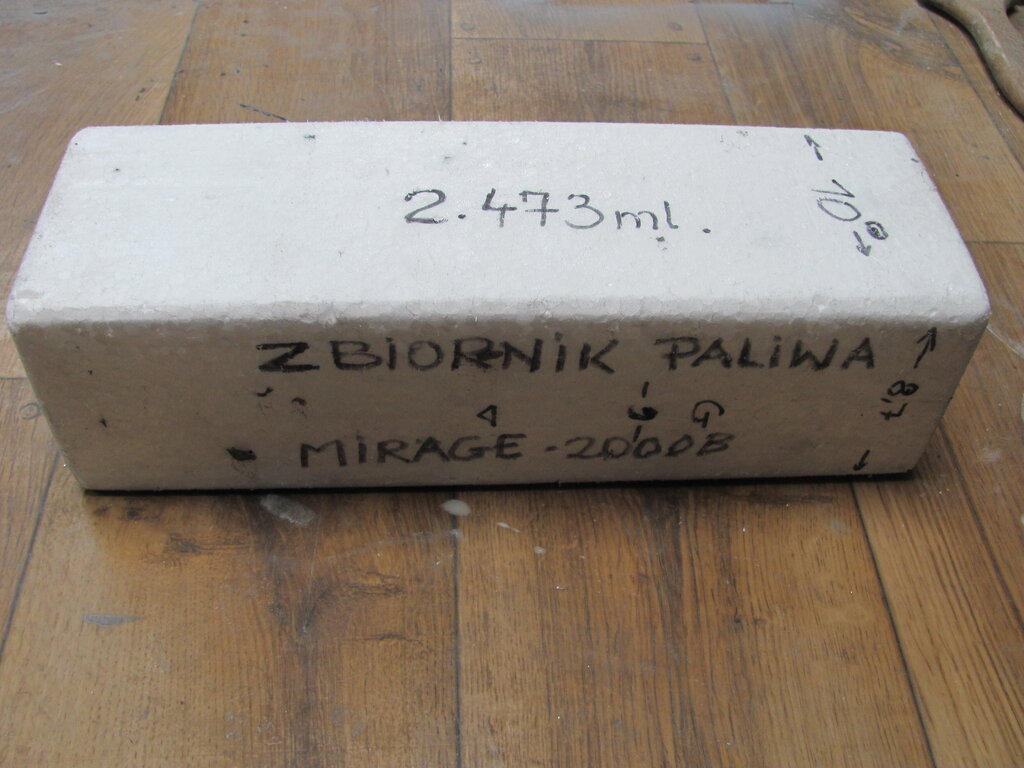 2.473ml.
10
ZBIORNIK PALIWA
8,7
MIRAGE-2000B